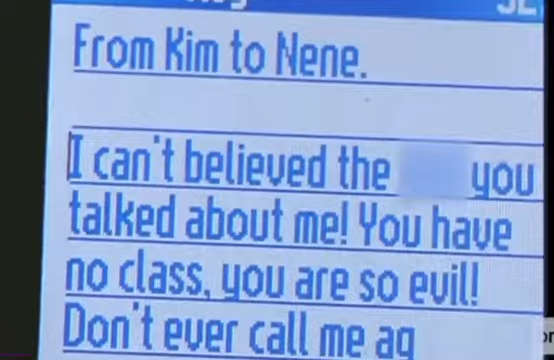 From Kim to Nene.
I can't believed the you
talked about me! You have
no class, you are so evil!
Don't ever call me ag